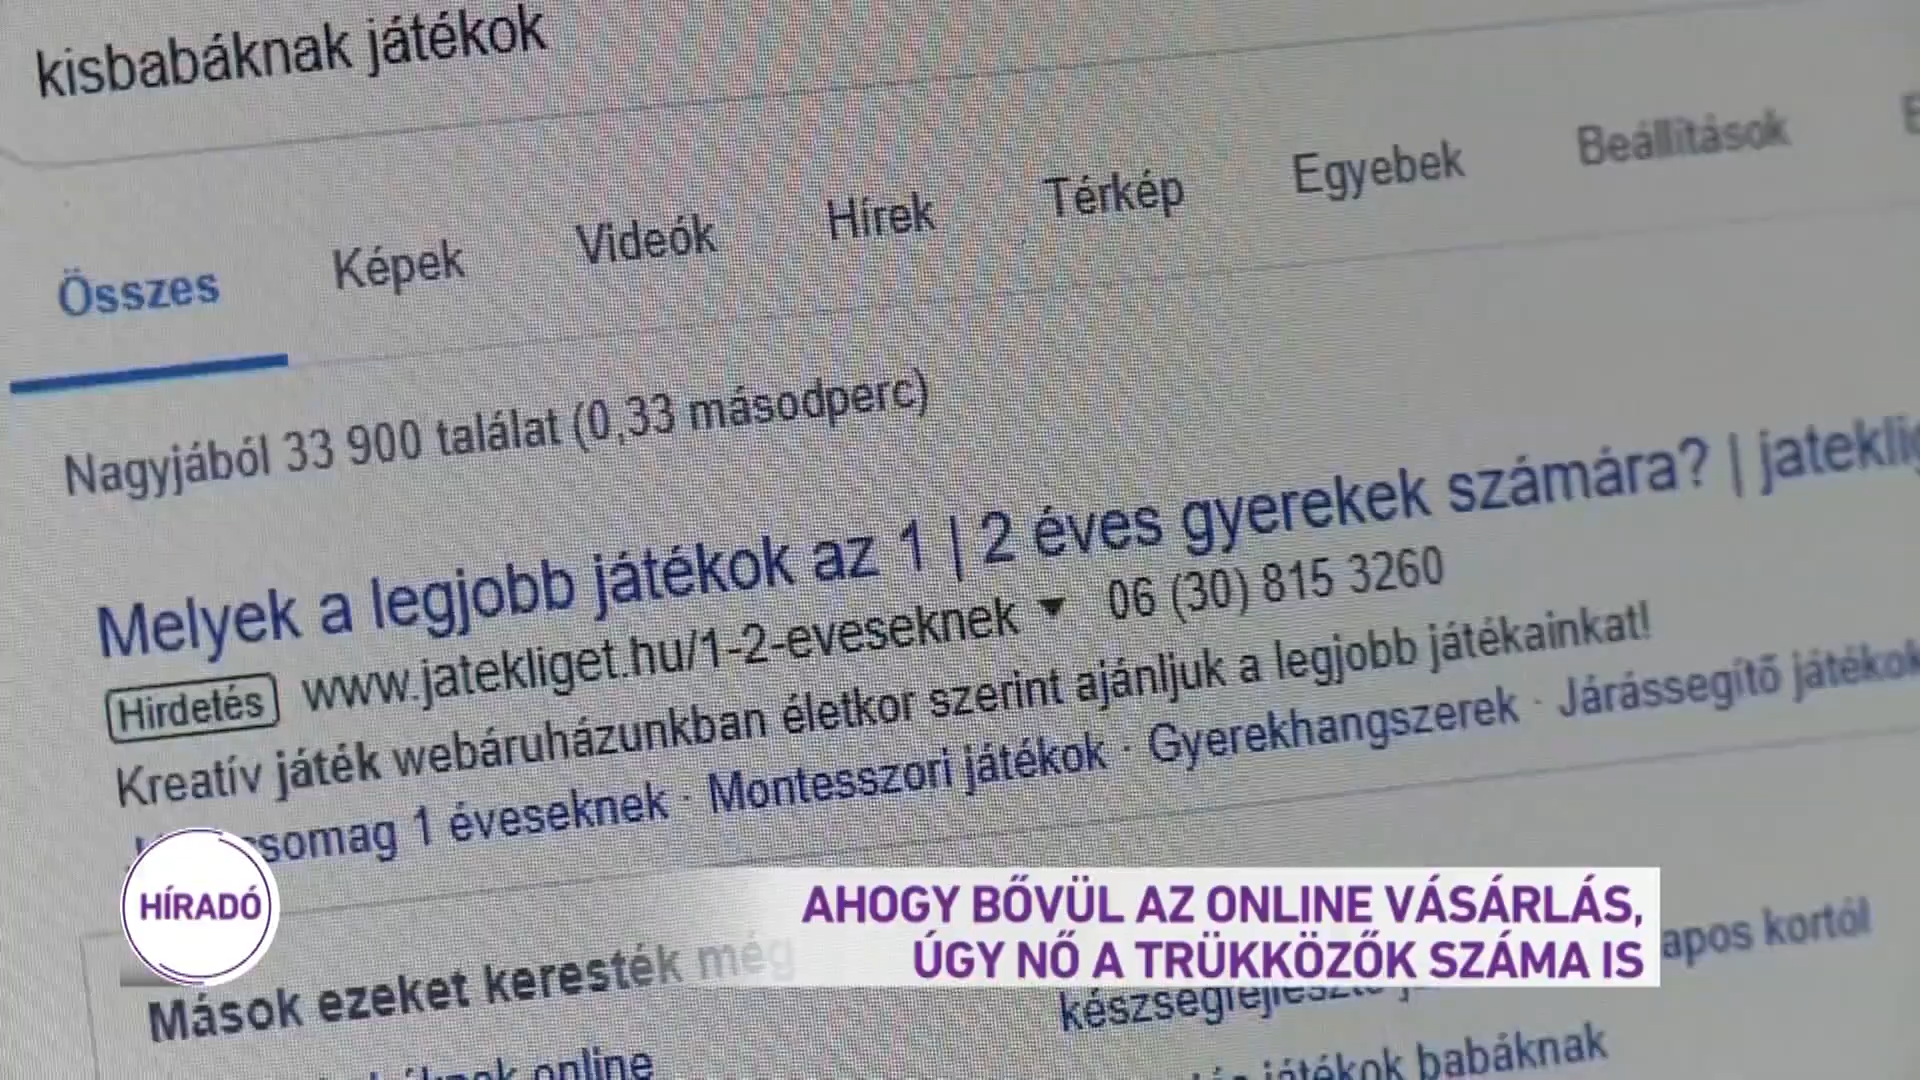 kisbabáknak játékok
Összes Képek Videók Hírek Térkép Egyebek Beállítások
Nagyjából 33 900 találat (0,33 másodperc)
Melyek a legjobb játékok az 1 | 2 éves gyerekek számára? | jateklig
Hirdetés www.jatekliget.hu/1-2-eveseknek ▼ 06 (30) 815 3260
Kreatív játék webáruházunkban életkor szerint ajánljuk a legjobb játékainkat!
somag 1 éveseknek · Montesszori játékok · Gyerekhangszerek · Járássegítő játékok
HÍRADÓ
AHOGY BŐVÜL AZ ONLINE VÁSÁRLÁS,
ÚGY NŐ A TRÜKKÖZŐK SZÁMA IS
Mások ezeket keresték még
apos kortól
online
játékok babáknak